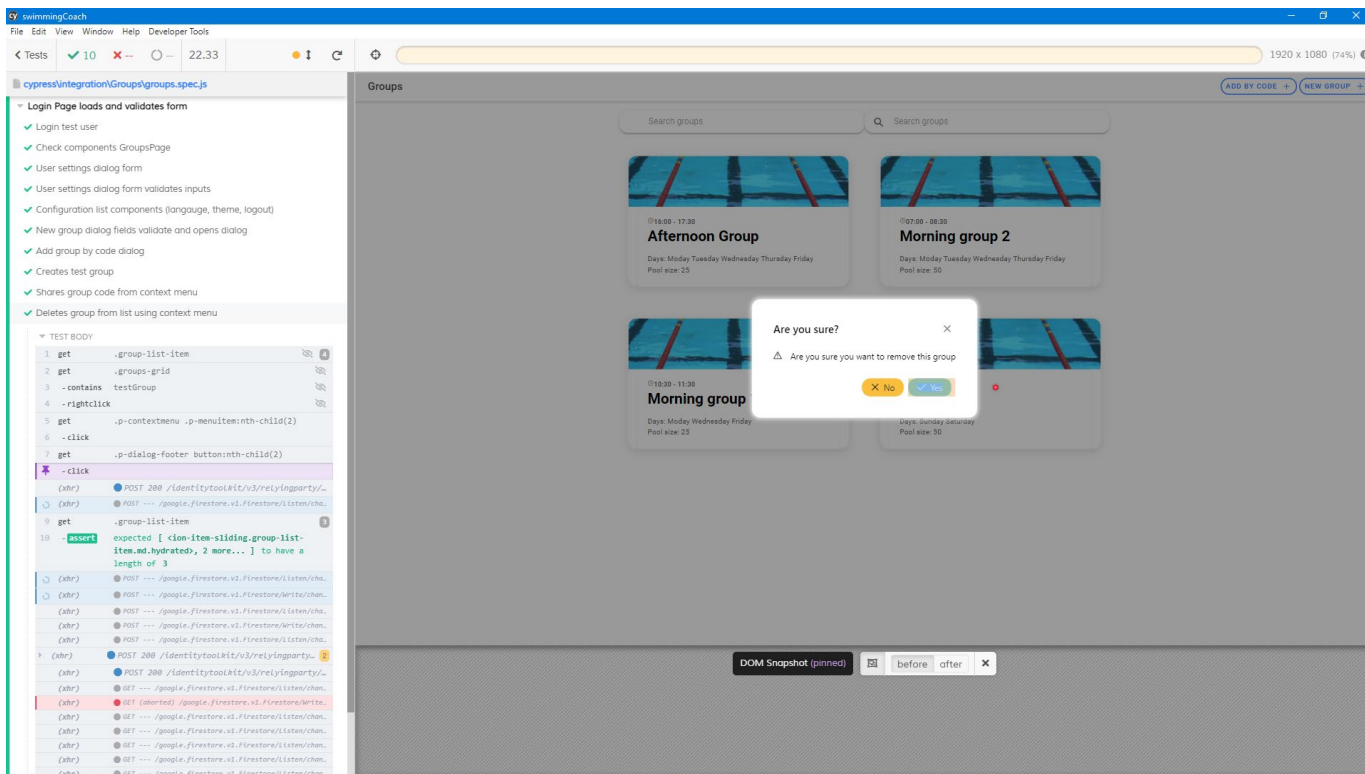 cy swimmingCoach
File Edit View Window Help Developer Tools
Tests 10 -- -- 22.33 1920 x 1080 (74%)
cypress\integration\Groups\groups.spec.js
Login Page loads and validates form
Login test user
Check components GroupsPage
User settings dialog form
User settings dialog form validates inputs
Configuration list components (langauge, theme, logout)
New group dialog fields validate and opens dialog
Add group by code dialog
Creates test group
Shares group code from context menu
Deletes group from list using context menu
TEST BODY
1 get .group-list-item 4
2 get .groups-grid
3 -contains testGroup
4 -rightclick
5 get .p-contextmenu .p-menuitem:nth-child(2)
6 -click
7 get .p-dialog-footer button:nth-child(2)
-click
(xhr) POST 200 /identitytoolkit/v3/relyingparty/…
(xhr) POST --- /google.firestore.v1.Firestore/Listen/cha…
9 get .group-list-item 3
10 -assert expected [ <ion-item-sliding.group-list-
item.md.hydrated>, 2 more... ] to have a
length of 3
(xhr) POST --- /google.firestore.v1.Firestore/Listen/cha…
(xhr) POST --- /google.firestore.v1.Firestore/Write/chan…
(xhr) POST --- /google.firestore.v1.Firestore/Listen/cha…
(xhr) POST --- /google.firestore.v1.Firestore/Write/chan…
(xhr) POST --- /google.firestore.v1.Firestore/Listen/cha…
(xhr) POST 200 /identitytoolkit/v3/relyingparty… 2
(xhr) POST 200 /identitytoolkit/v3/relyingparty/…
(xhr) GET --- /google.firestore.v1.Firestore/Listen/chan…
(xhr) GET (aborted) /google.firestore.v1.Firestore/Write…
(xhr) GET --- /google.firestore.v1.Firestore/Listen/chan…
(xhr) GET --- /google.firestore.v1.Firestore/Listen/chan…
(xhr) GET --- /google.firestore.v1.Firestore/Listen/chan…
(xhr) GET --- /google.firestore.v1.Firestore/Listen/chan…
Groups
ADD BY CODE +
NEW GROUP +
Search groups
Search groups
16:00 - 17:30
Afternoon Group
Days: Moday Tuesday Wednesday Thursday Friday
Pool size: 25
07:00 - 08:30
Morning group 2
Days: Moday Tuesday Wednesday Thursday Friday
Pool size: 50
10:30 - 11:30
Morning group
Days: Moday Wednesday Friday
Pool size: 25
Days: Sunday Saturday
Pool size: 50
Are you sure?
Are you sure you want to remove this group
No
Yes
DOM Snapshot (pinned)
before after